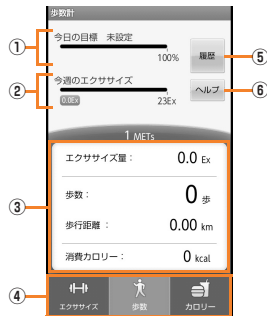 歩数計
① 今日の目標 未設定
100%
履歴 ⑤
② 今週のエクササイズ
0.0Ex 23Ex
ヘルプ ⑥
1 METs
③ エクササイズ量： 0.0 Ex
歩数： 0 歩
歩行距離： 0.00 km
消費カロリー： 0 kcal
④ エクササイズ 歩数 カロリー